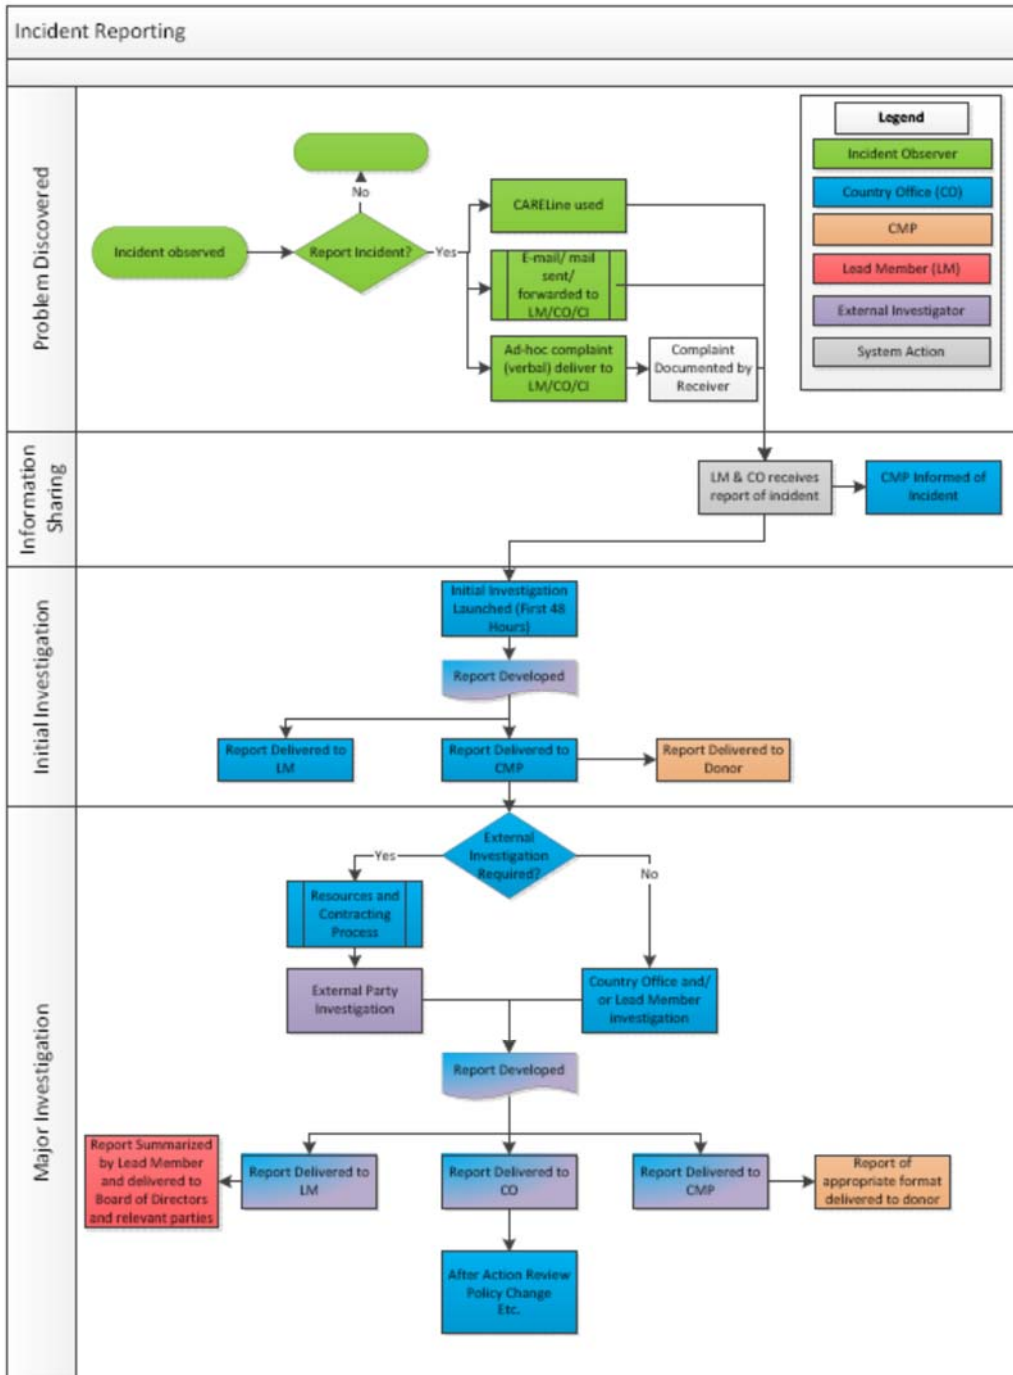 Incident Reporting
Problem Discovered
Legend
Incident Observer
Country Office (CO)
CMP
Lead Member (LM)
External Investigator
System Action
No
Incident observed
Report Incident?
Yes
CARELine used
E-mail/ mail
sent/
forwarded to
LM/CO/CI
Ad-hoc complaint
(verbal) deliver to
LM/CO/CI
Complaint
Documented by
Receiver
Information
Sharing
LM & CO receives
report of incident
CMP Informed of
Incident
Initial Investigation
Initial Investigation
Launched (First 48
Hours)
Report Developed
Report Delivered to
LM
Report Delivered to
CMP
Report Delivered to
Donor
Major Investigation
External
Investigation
Required?
Yes
No
Resources and
Contracting
Process
External Party
Investigation
Country Office and/
or Lead Member
investigation
Report Developed
Report Summarized
by Lead Member
and delivered to
Board of Directors
and relevant parties
Report Delivered to
LM
Report Delivered to
CO
Report Delivered to
CMP
Report of
appropriate format
delivered to donor
After Action Review
Policy Change
Etc.